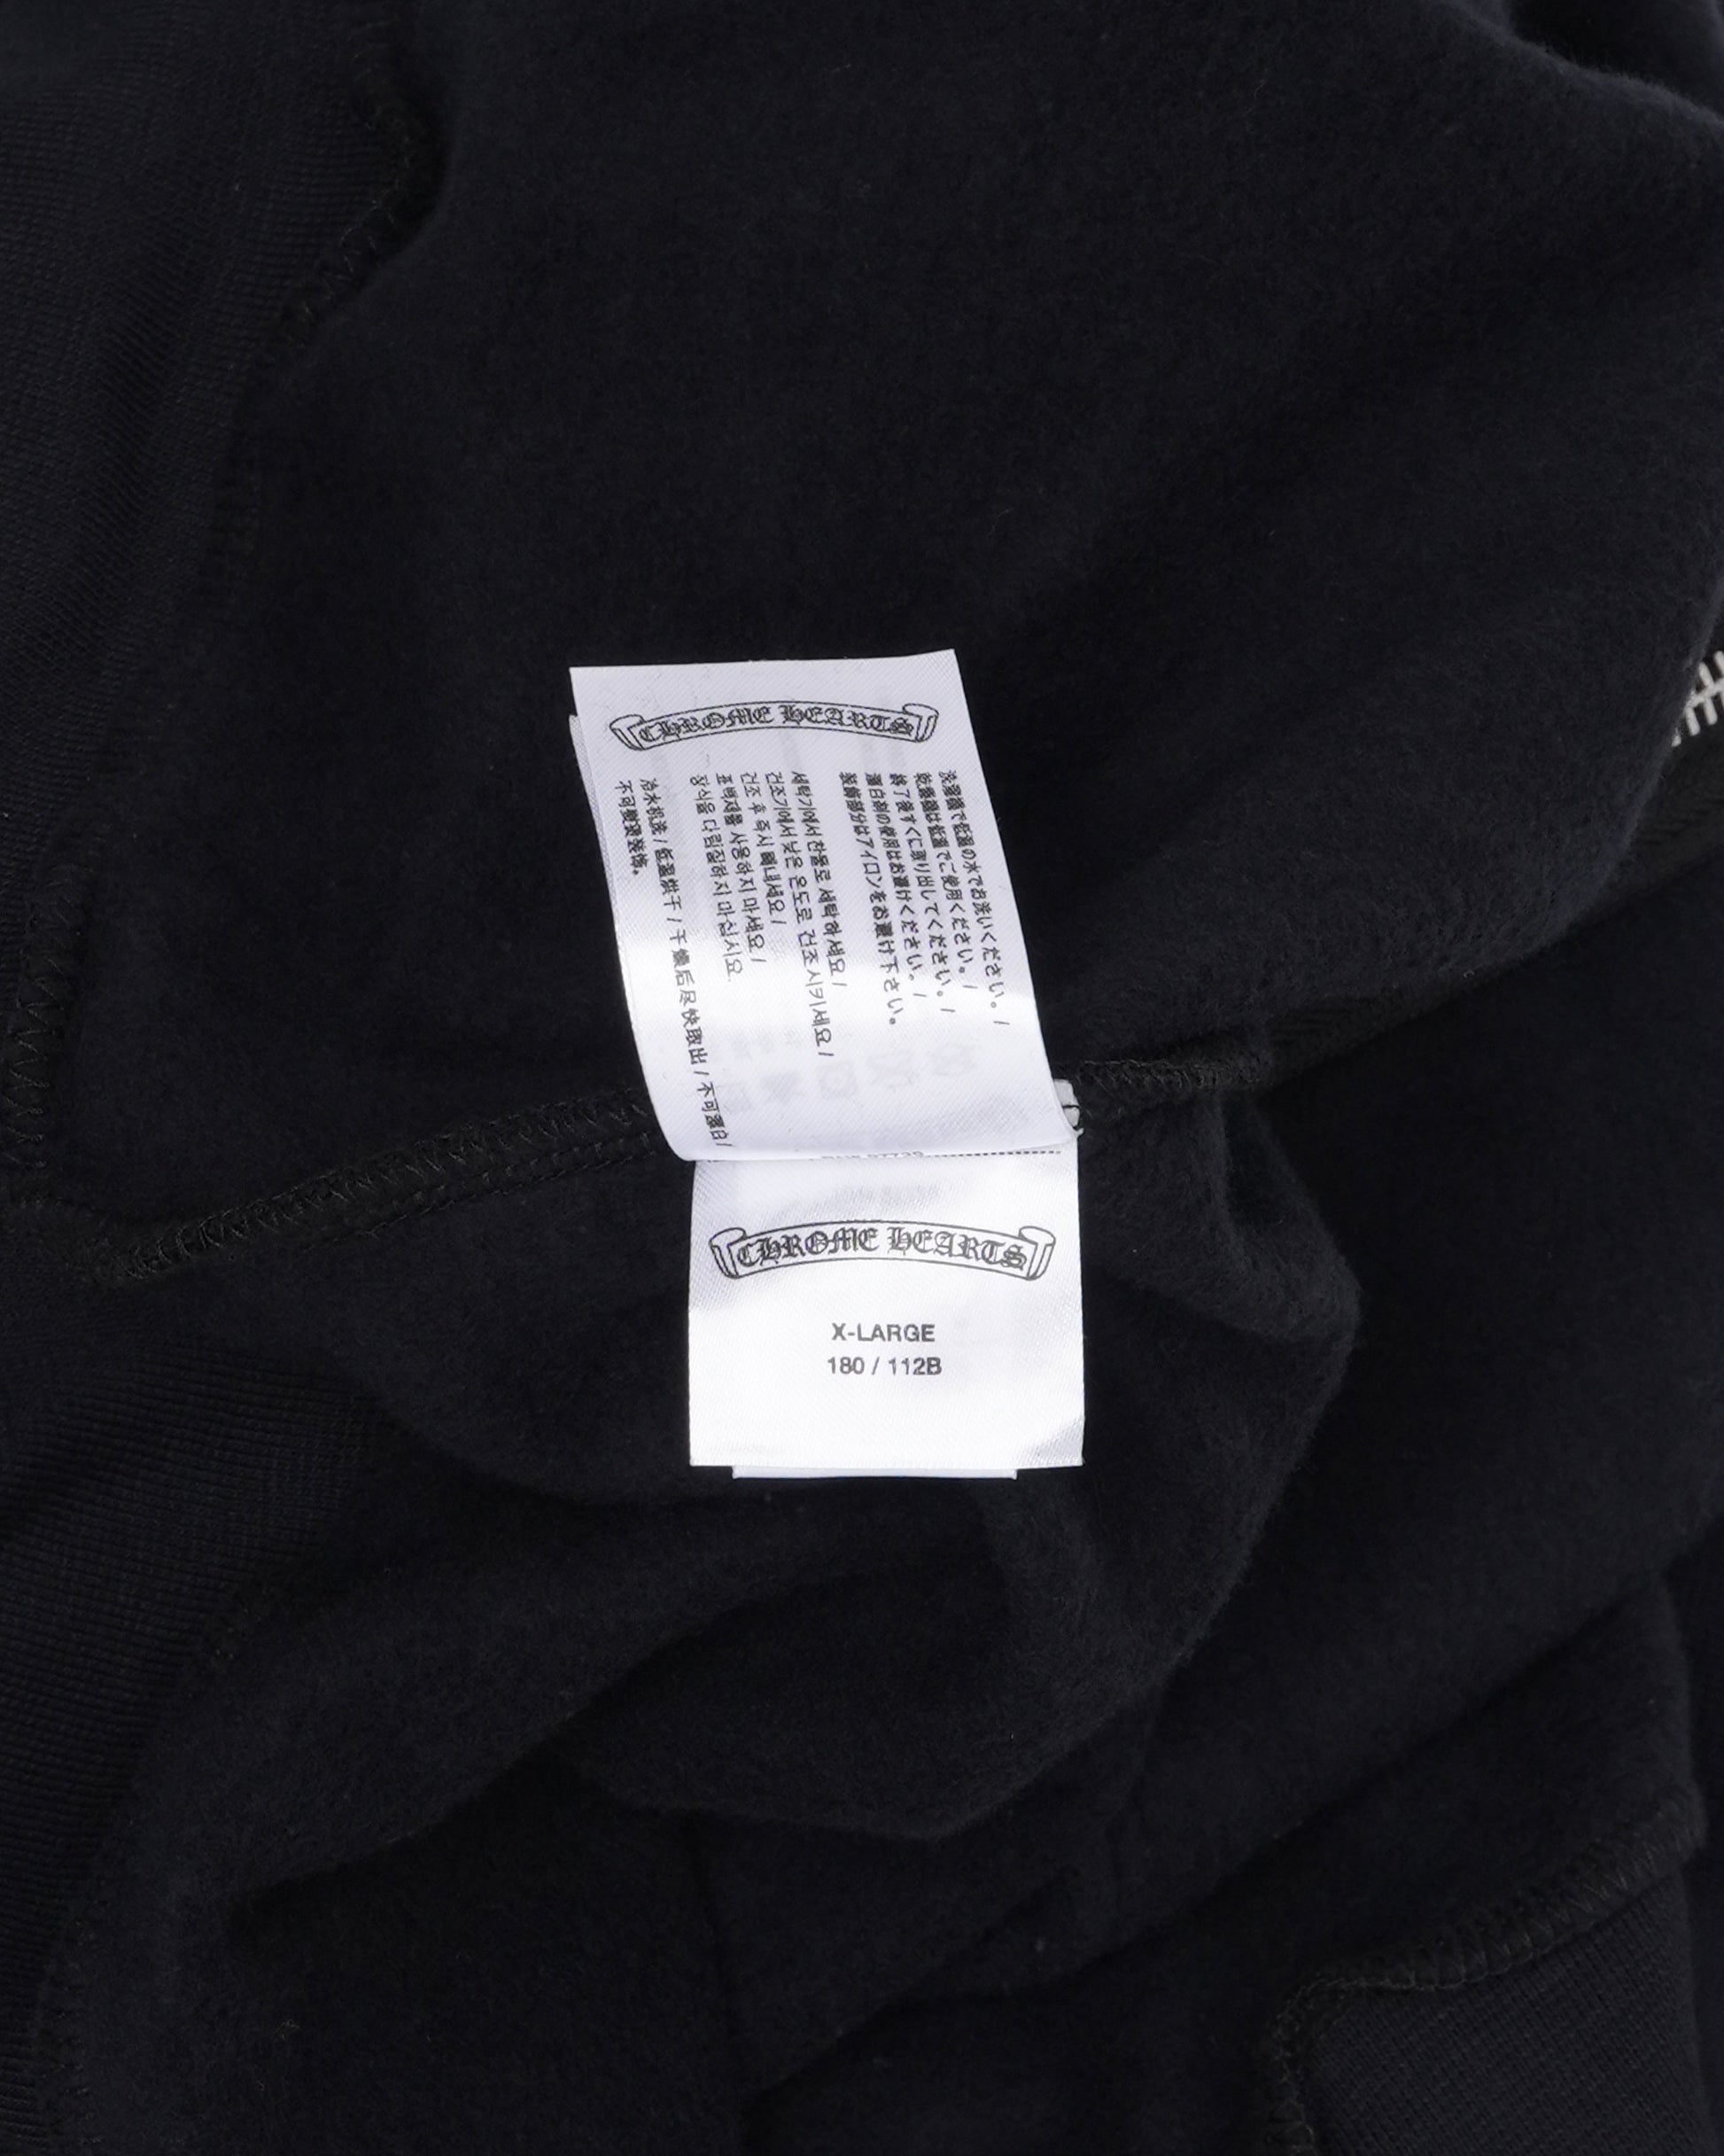 CHROME HEARTS
洗濯機で低温の水でお洗いください。/
乾燥機は低温でご使用ください。/
終了後すぐに取り出してください。/
漂白剤の使用はお避けください。/
装飾部分はアイロンをお避け下さい。
세탁기에서 찬물로 세탁하세요/
건조기에서 낮은 온도로 건조시키세요/
건조 후 즉시 빼내세요/
표백제를 사용하지 마세요/
장식을 다림질하지 마십시요
冷水机洗/低温烘干/干燥后尽快取出/不可漂白/
不可熨烫装饰。
CHROME HEARTS
X-LARGE
180 / 112B